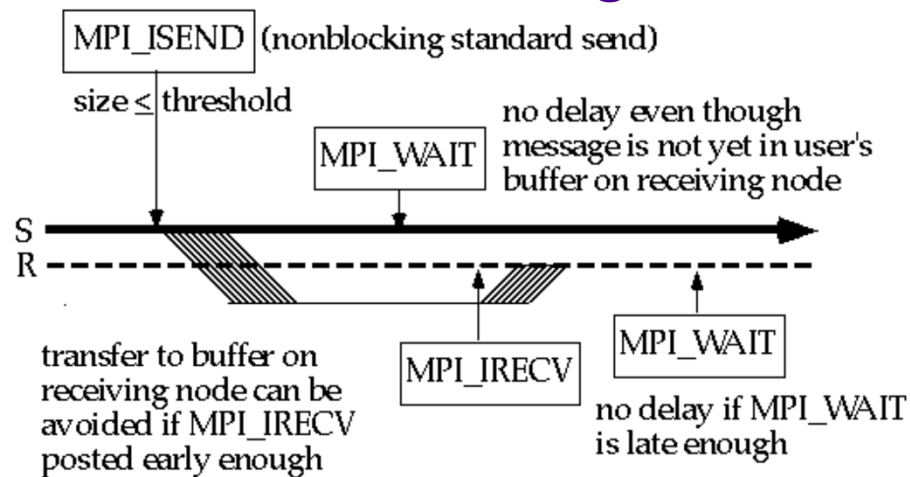 MPI_ISEND (nonblocking standard send)
size ≤ threshold
no delay even though
message is not yet in user's
buffer on receiving node
MPI_WAIT
S
R
transfer to buffer on
receiving node can be
avoided if MPI_IRECV
posted early enough
MPI_IRECV
MPI_WAIT
no delay if MPI_WAIT
is late enough